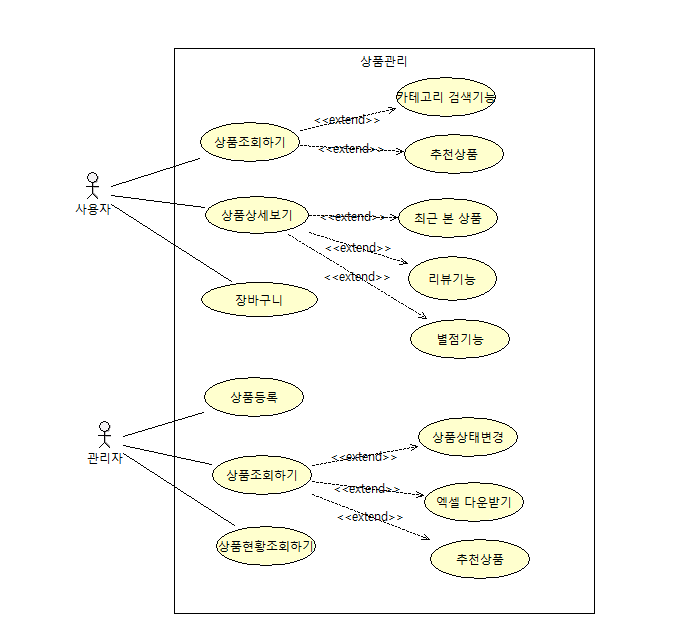 상품관리
카테고리 검색기능
<<extend>>
상품조회하기
<<extend>>
추천상품
사용자
상품상세보기
<<extend>>
최근 본 상품
<<extend>>
리뷰기능
<<extend>>
장바구니
별점기능
상품등록
관리자
상품상태변경
<<extend>>
상품조회하기
<<extend>>
엑셀 다운받기
<<extend>>
상품현황조회하기
추천상품